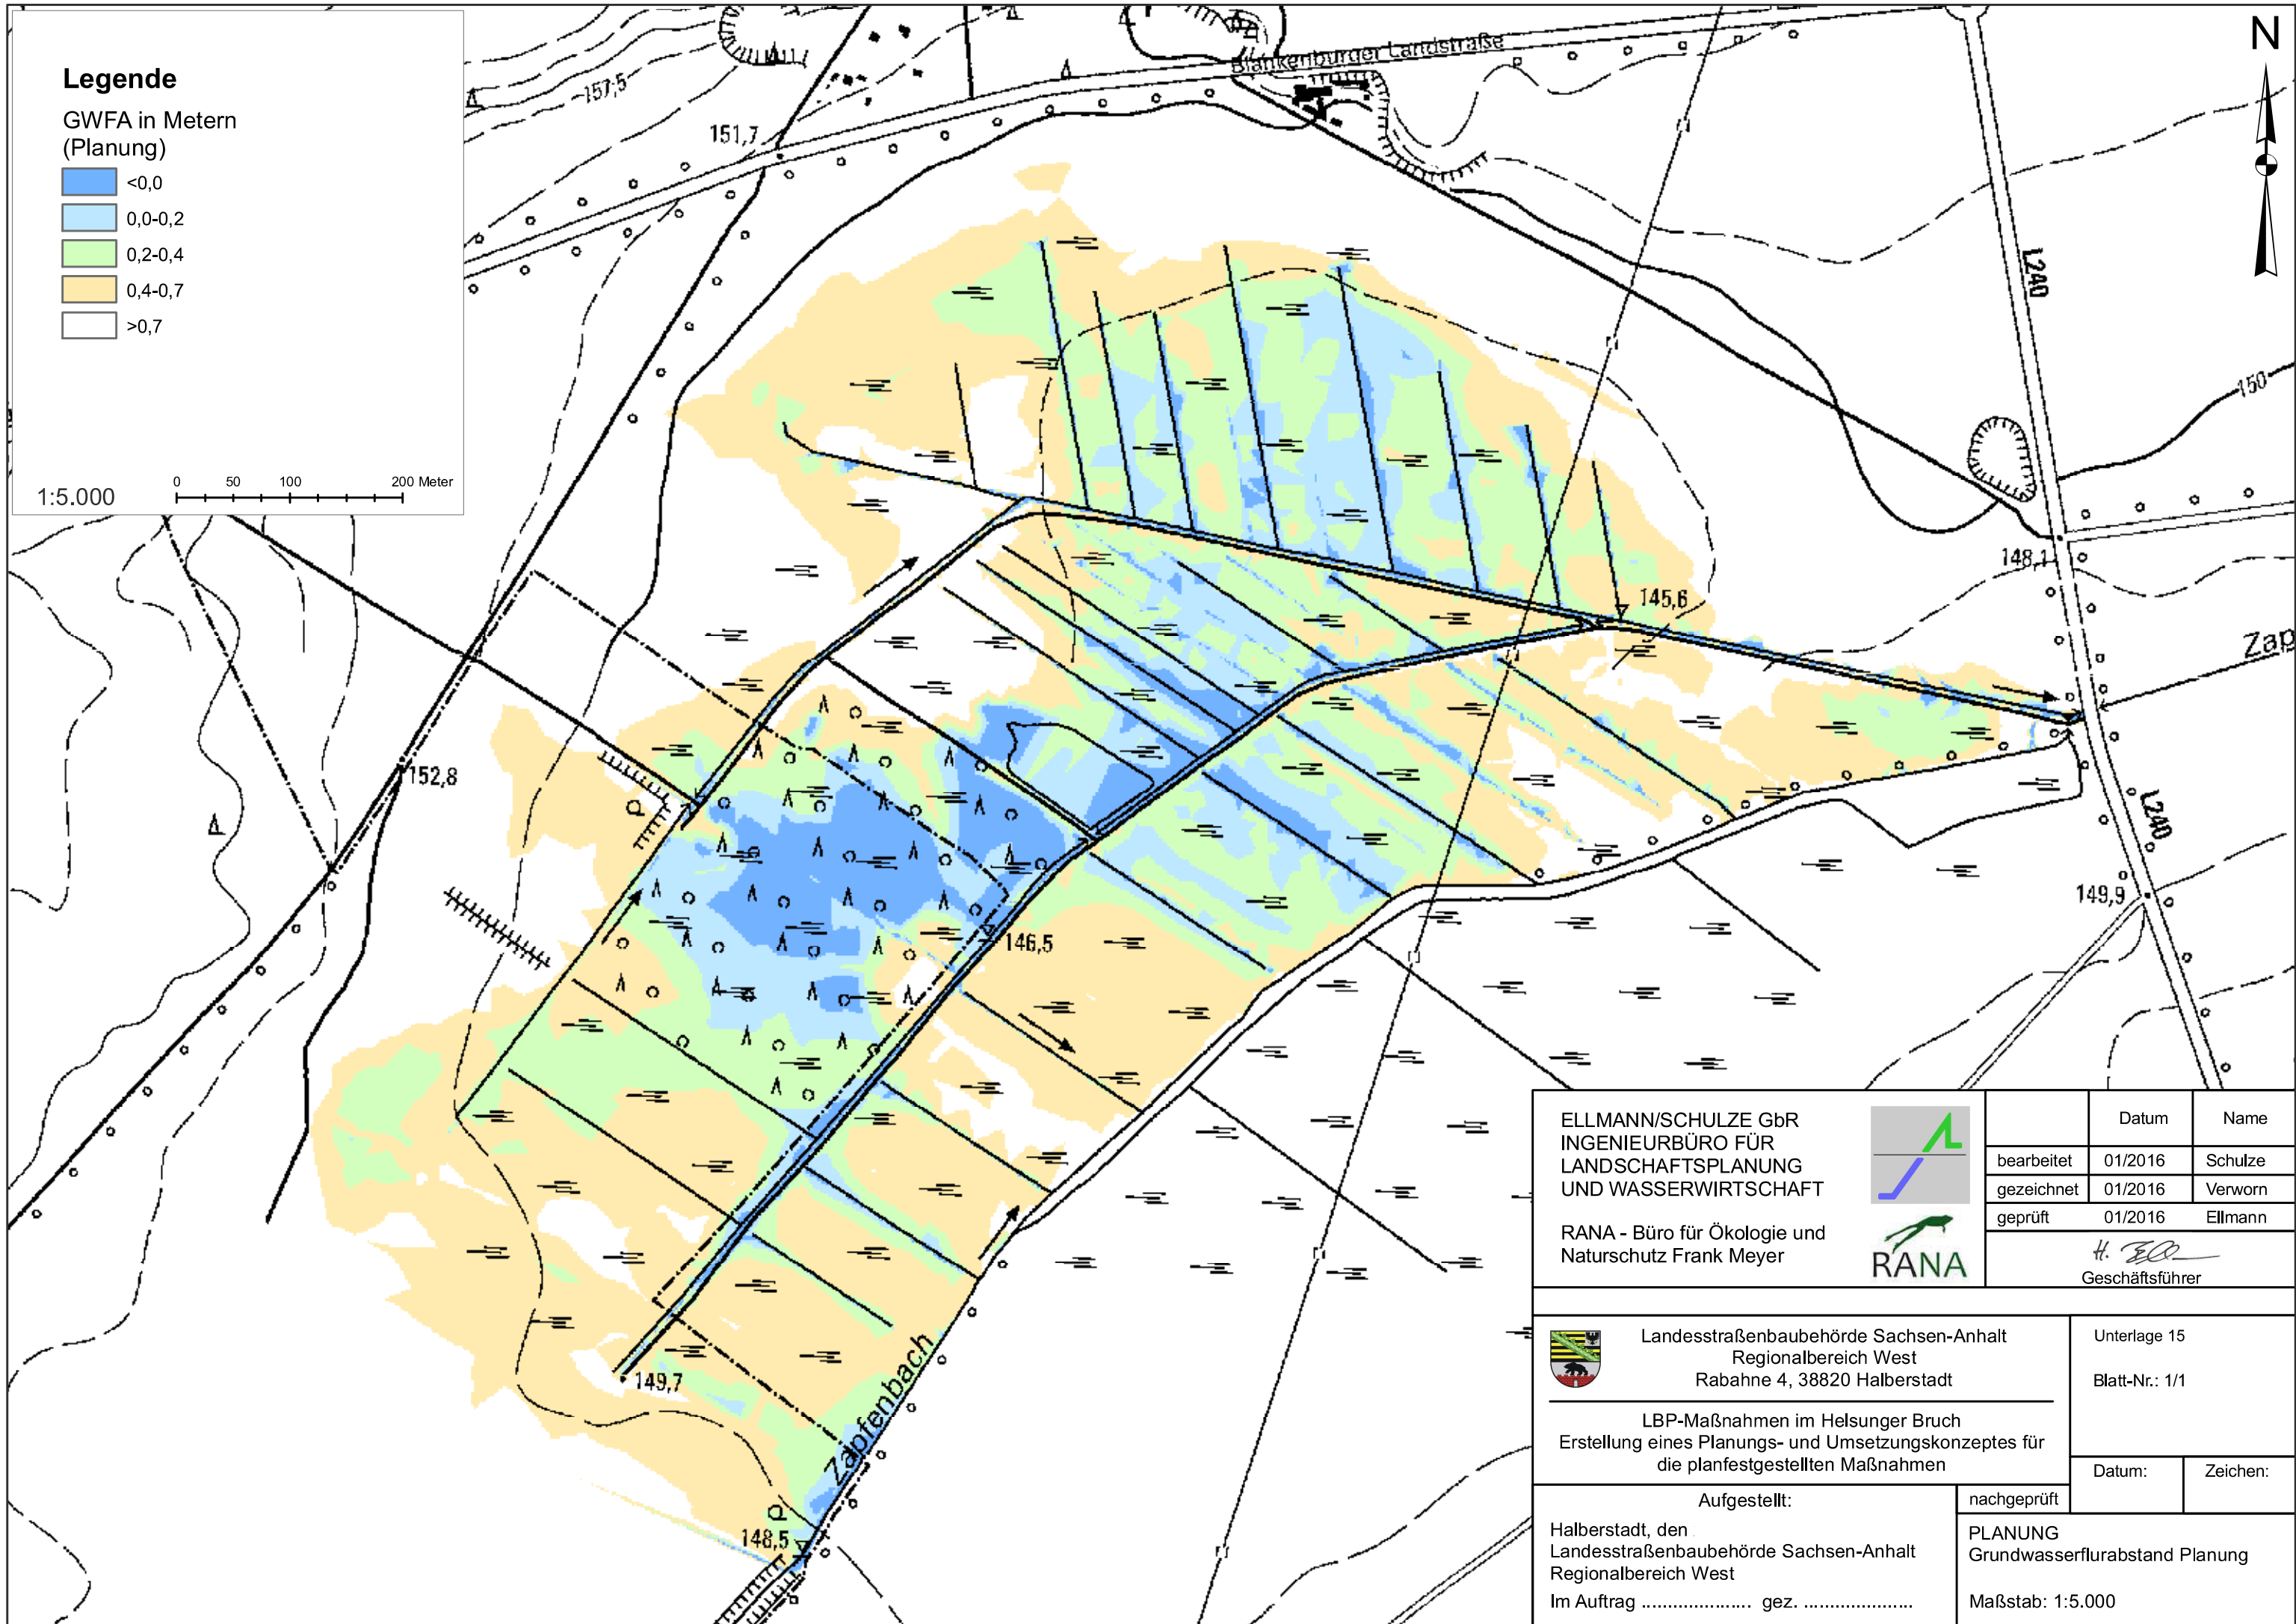 Legende
GWFA in Metern
(Planung)
<0,0
0,0-0,2
0,2-0,4
0,4-0,7
>0,7
1:5.000
0 50 100 200 Meter
N
157,5
151,7
Blankenburger Landstraße
L240
150
148,1
145,6
Zap
152,8
L240
149,9
146,5
149,7
Zapfenbach
148,5
ELLMANN/SCHULZE GbR
INGENIEURBÜRO FÜR
LANDSCHAFTSPLANUNG
UND WASSERWIRTSCHAFT
RANA - Büro für Ökologie und
Naturschutz Frank Meyer
RANA
Datum Name
bearbeitet 01/2016 Schulze
gezeichnet 01/2016 Verworn
geprüft 01/2016 Ellmann
Geschäftsführer
Landesstraßenbaubehörde Sachsen-Anhalt
Regionalbereich West
Rabahne 4, 38820 Halberstadt
LBP-Maßnahmen im Helsunger Bruch
Erstellung eines Planungs- und Umsetzungskonzeptes für
die planfestgestellten Maßnahmen
Unterlage 15
Blatt-Nr.: 1/1
Datum: Zeichen:
nachgeprüft
Aufgestellt:
Halberstadt, den
Landesstraßenbaubehörde Sachsen-Anhalt
Regionalbereich West
Im Auftrag .................... gez. ....................
PLANUNG
Grundwasserflurabstand Planung
Maßstab: 1:5.000